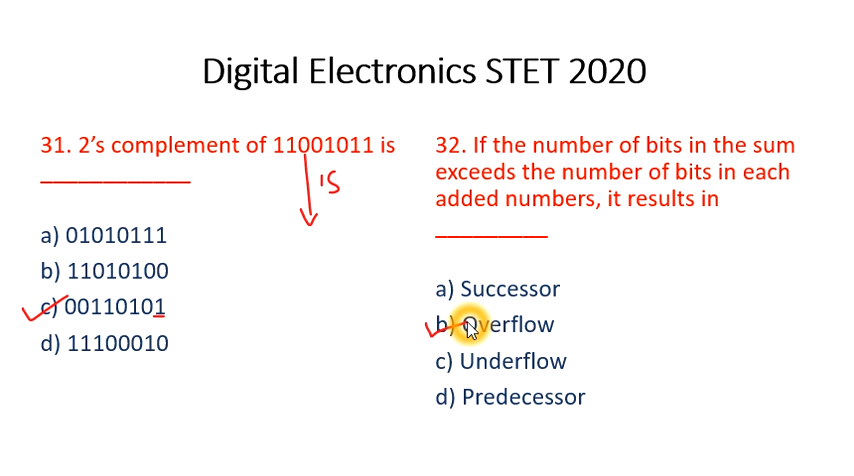 Digital Electronics STET 2020
31. 2's complement of 11001011 is
____________
1S
a) 01010111
b) 11010100
c) 00110101
d) 11100010
32. If the number of bits in the sum
exceeds the number of bits in each
added numbers, it results in
_________
a) Successor
b) Overflow
c) Underflow
d) Predecessor